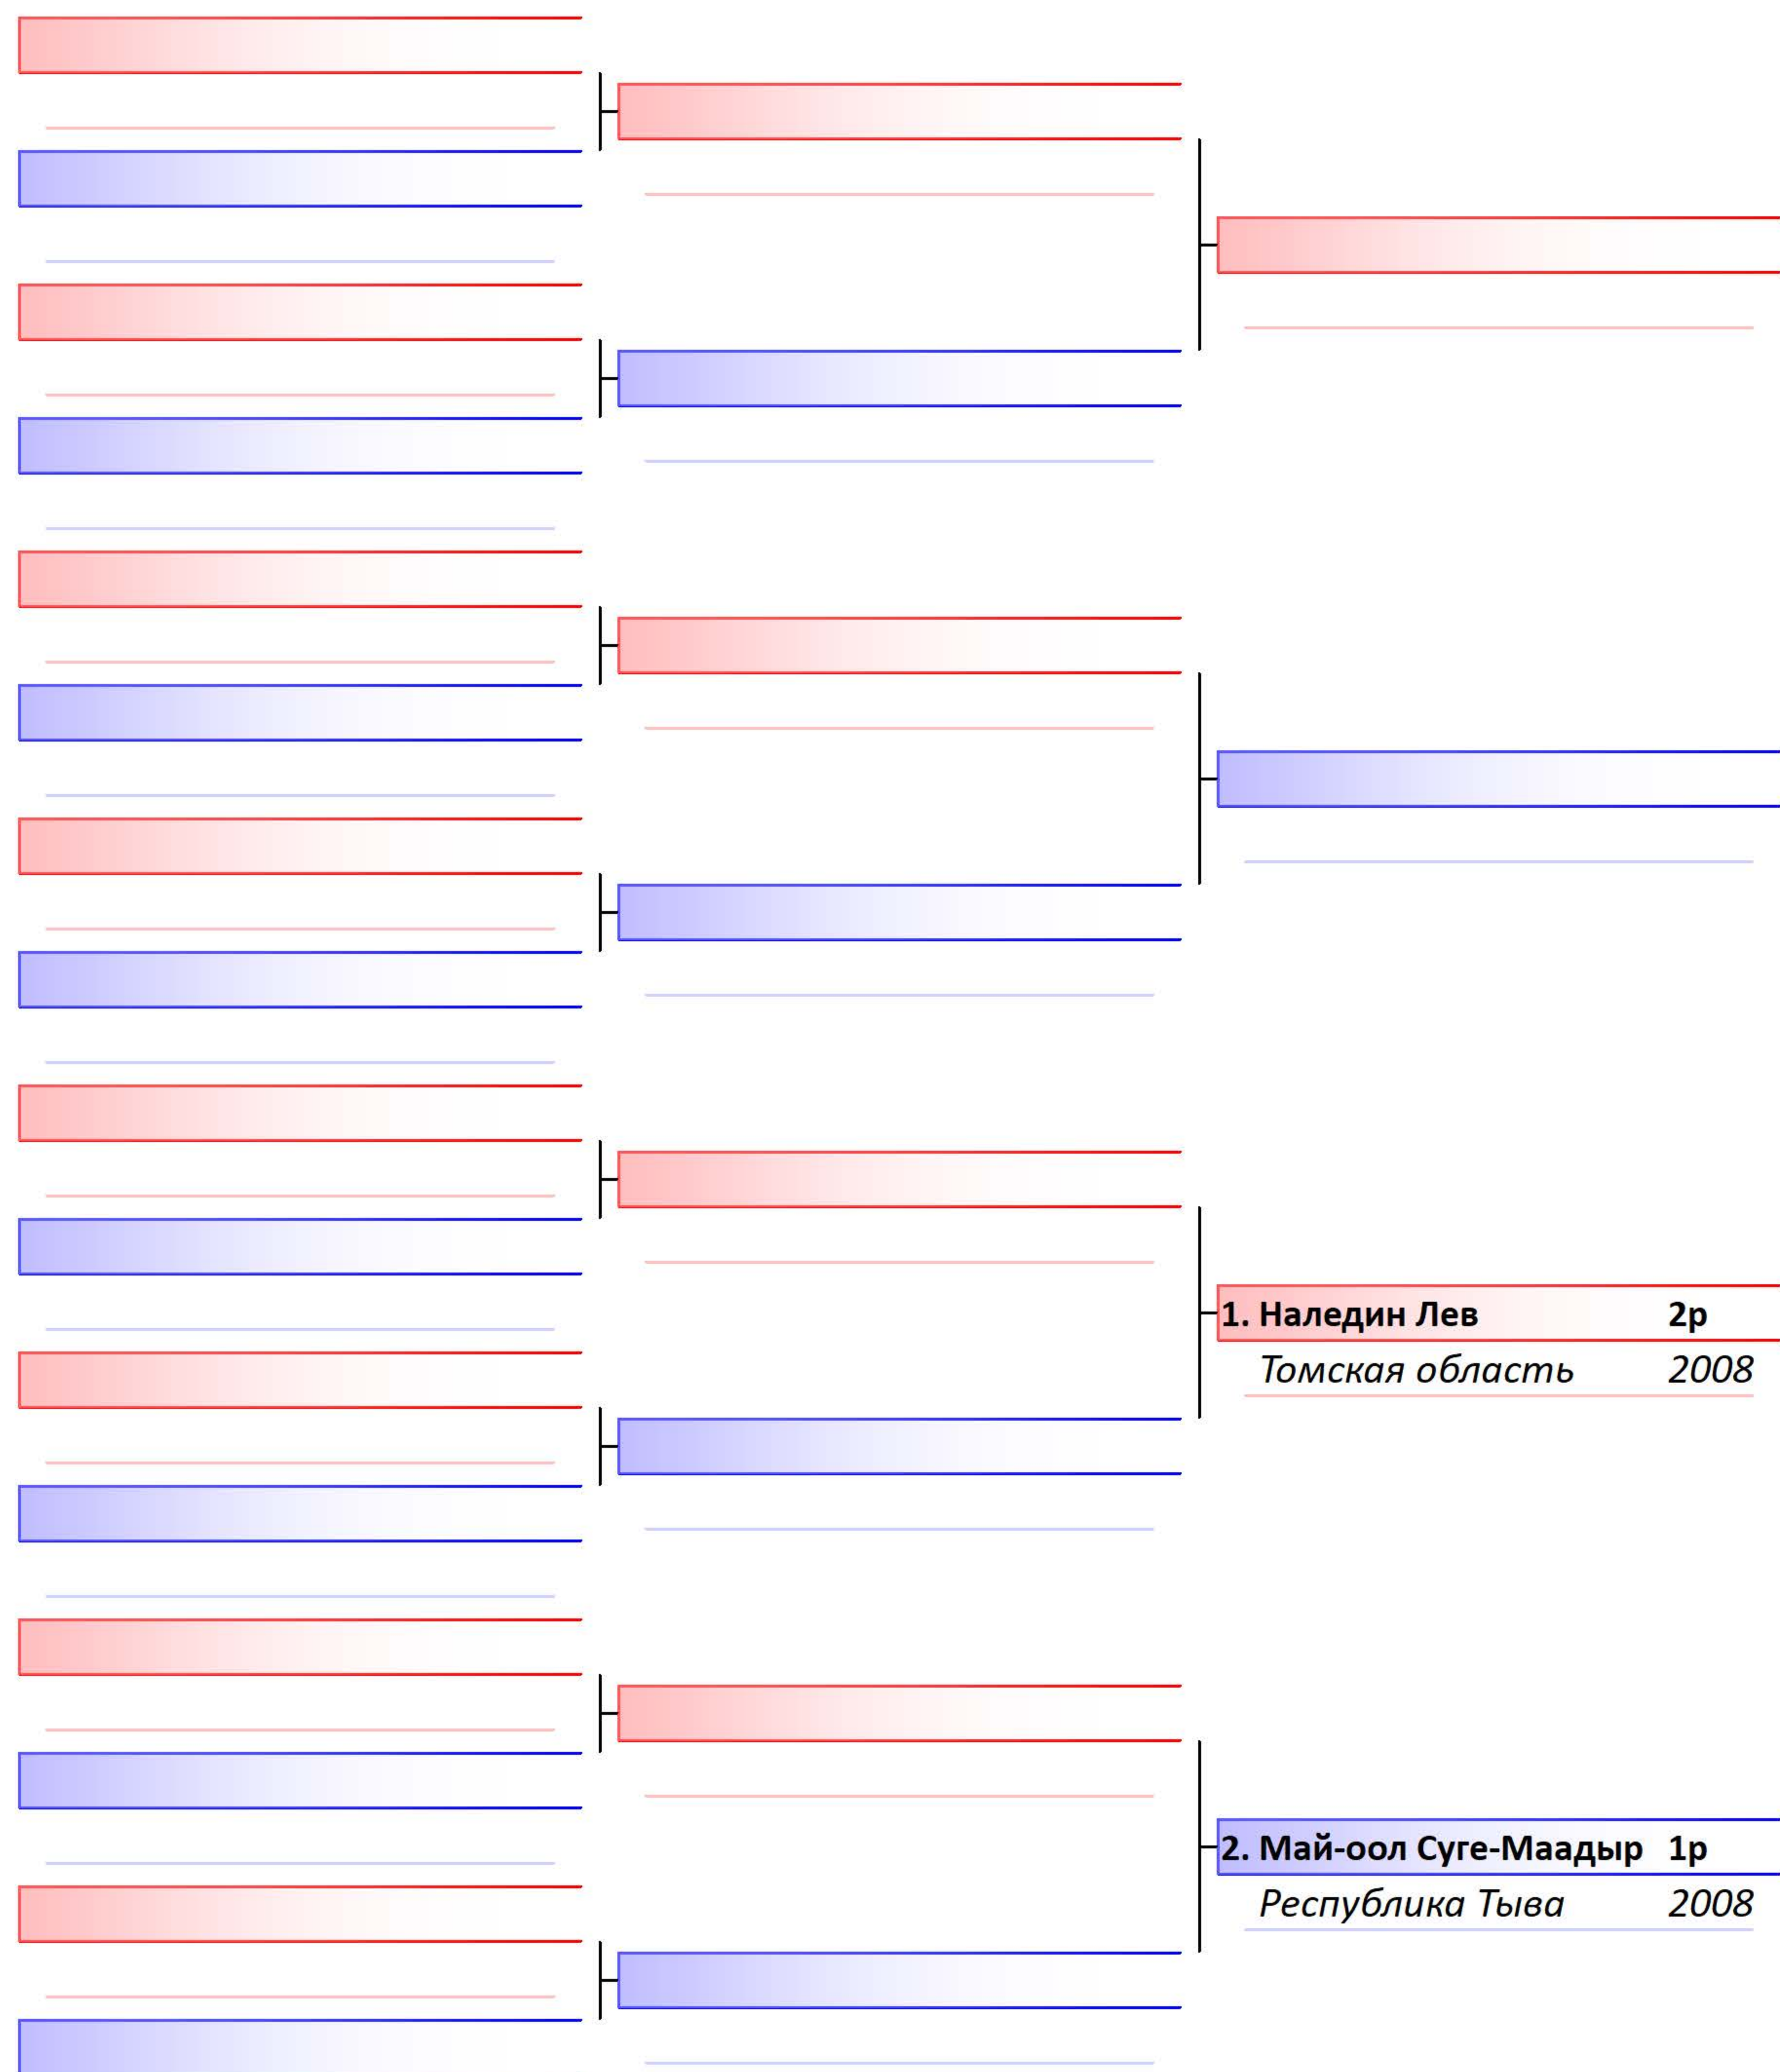 1. Наледин Лев 2р
Томская область 2008
2. Май-оол Суге-Маадыр 1р
Республика Тыва 2008